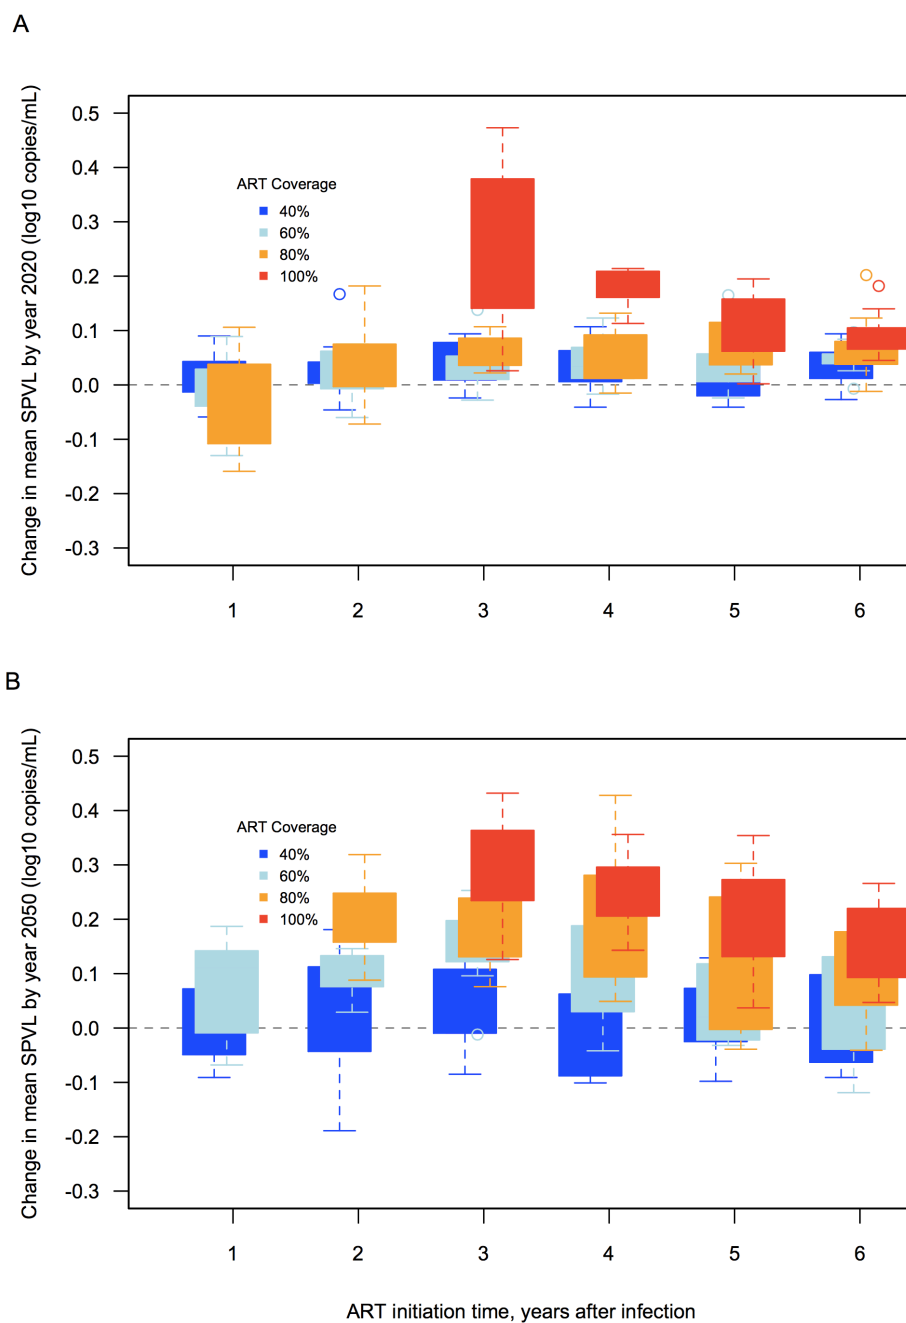 A
Change in mean SPVL by year 2020 (log10 copies/mL)
0.5
0.4
0.3
0.2
0.1
0.0
-0.1
-0.2
-0.3
ART Coverage
40%
60%
80%
100%
1 2 3 4 5 6
B
Change in mean SPVL by year 2050 (log10 copies/mL)
0.5
0.4
0.3
0.2
0.1
0.0
-0.1
-0.2
-0.3
ART Coverage
40%
60%
80%
100%
1 2 3 4 5 6
ART initiation time, years after infection